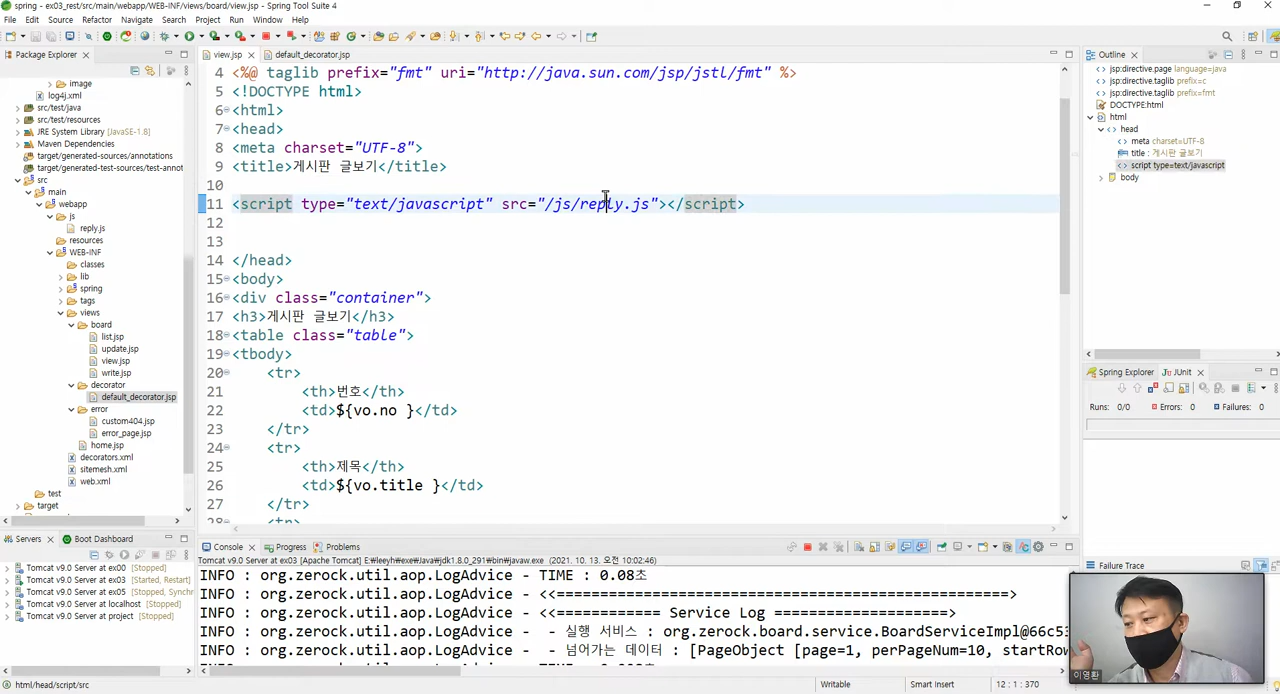 spring - ex03_rest/src/main/webapp/WEB-INF/views/board/view.jsp - Spring Tool Suite 4
File Edit Source Refactor Navigate Search Project Run Window Help
Package Explorer
image
log4j.xml
src/test/java
src/test/resources
JRE System Library [JavaSE-1.8]
Maven Dependencies
target/generated-sources/annotations
target/generated-test-sources/test-annot
src
main
webapp
js
reply.js
resources
WEB-INF
classes
lib
spring
tags
views
board
list.jsp
update.jsp
view.jsp
write.jsp
decorator
default_decorator.jsp
error
custom404.jsp
error_page.jsp
home.jsp
decorators.xml
sitemesh.xml
web.xml
test
target
view.jsp default_decorator.jsp
4 <%@ taglib prefix="fmt" uri="http://java.sun.com/jsp/jstl/fmt" %>
5 <!DOCTYPE html>
6 <html>
7 <head>
8 <meta charset="UTF-8">
9 <title>게시판 글보기</title>
10
11 <script type="text/javascript" src="/js/reply.js"></script>
12
13
14 </head>
15 <body>
16 <div class="container">
17 <h3>게시판 글보기</h3>
18 <table class="table">
19 <tbody>
20 <tr>
21 <th>번호</th>
22 <td>${vo.no }</td>
23 </tr>
24 <tr>
25 <th>제목</th>
26 <td>${vo.title }</td>
27 </tr>
28 <tr>
Outline
jsp:directive.page language=java
jsp:directive.taglib prefix=c
jsp:directive.taglib prefix=fmt
DOCTYPE:html
html
head
meta charset=UTF-8
title : 게시판 글보기
script type=text/javascript
body
Spring Explorer JUnit
Runs: 0/0 Errors: 0 Failures: 0
Failure Trace
Servers Boot Dashboard
Tomcat v9.0 Server at ex00 [Stopped]
Tomcat v9.0 Server at ex03 [Started, Restart]
Tomcat v9.0 Server at ex05 [Stopped, Synchr
Tomcat v9.0 Server at localhost [Stopped]
Tomcat v9.0 Server at project [Stopped]
Console Progress Problems
Tomcat v9.0 Server at ex03 [Apache Tomcat] E:₩leeyh₩exe₩Java₩jdk1.8.0_291₩bin₩javaw.exe (2021. 10. 13. 오전 10:02:46)
INFO : org.zerock.util.aop.LogAdvice - TIME : 0.08초
INFO : org.zerock.util.aop.LogAdvice - <<====================================================>
INFO : org.zerock.util.aop.LogAdvice - <<=========== Service Log ====================>
INFO : org.zerock.util.aop.LogAdvice - - 실행 서비스 : org.zerock.board.service.BoardServiceImpl@66c53
INFO : org.zerock.util.aop.LogAdvice - - 넘어가는 데이터 : [PageObject [page=1, perPageNum=10, startRow
이영환
html/head/script/src
Writable Smart Insert 12 : 1 : 370